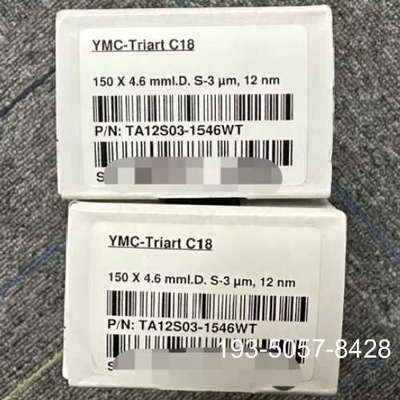 YMC-Triart C18
150 X 4.6 mmI.D. S-3 µm, 12 nm
P/N: TA12S03-1546WT
S
YMC-Triart C18
150 X 4.6 mmI.D. S-3 µm, 12 nm
P/N: TA12S03-1546WT
193-5057-8428
S